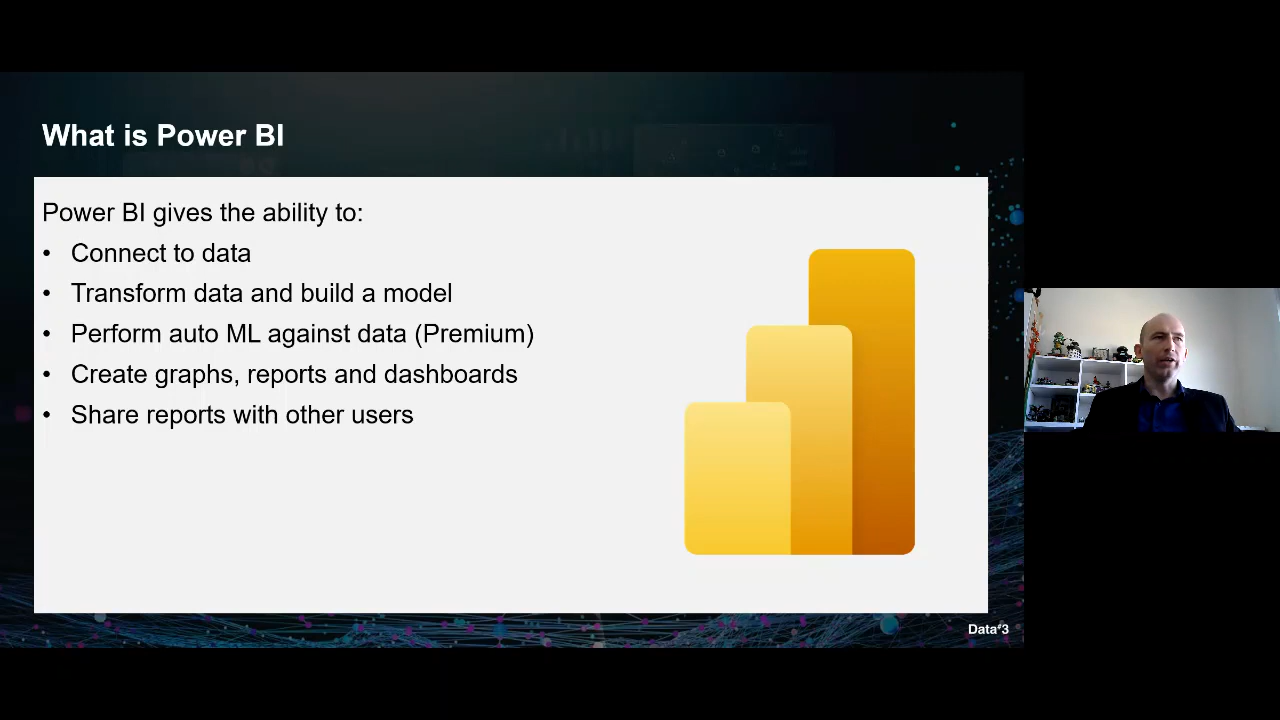 What is Power BI
Power BI gives the ability to:
• Connect to data
• Transform data and build a model
• Perform auto ML against data (Premium)
• Create graphs, reports and dashboards
• Share reports with other users
Data#3